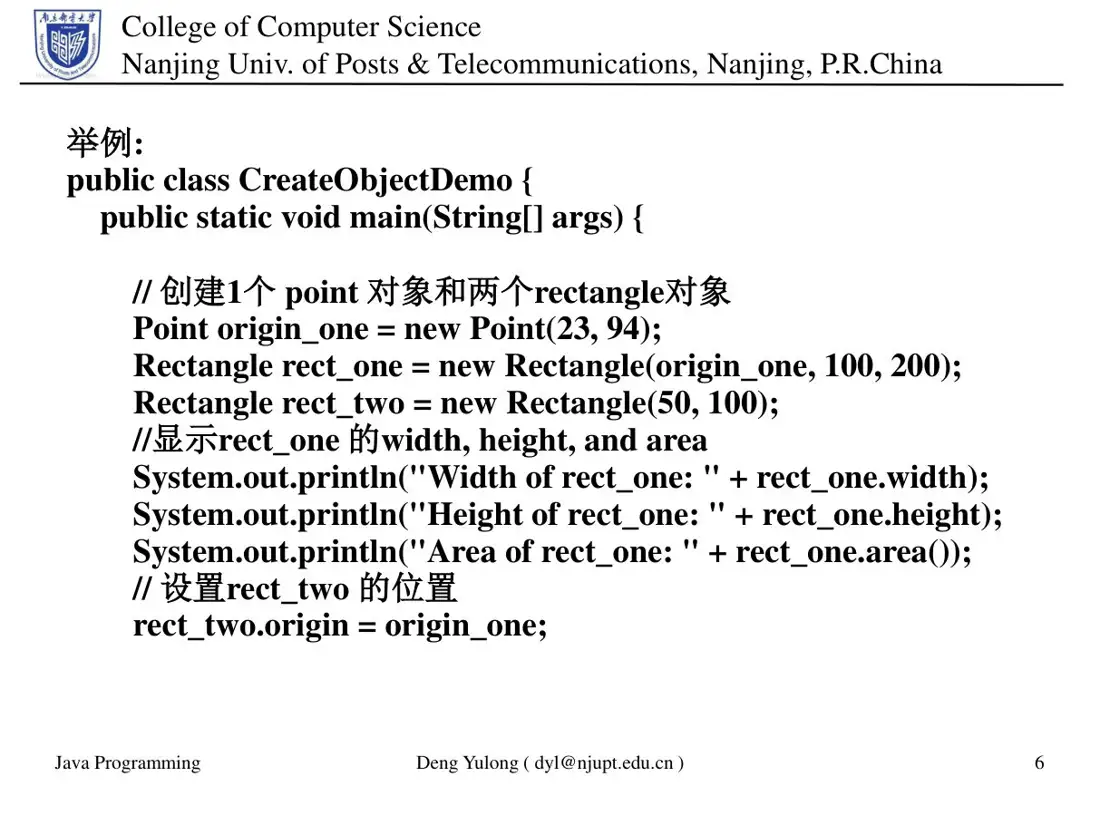 College of Computer Science
Nanjing Univ. of Posts & Telecommunications, Nanjing, P.R.China
举例:
public class CreateObjectDemo {
public static void main(String[] args) {
// 创建1个 point 对象和两个rectangle对象
Point origin_one = new Point(23, 94);
Rectangle rect_one = new Rectangle(origin_one, 100, 200);
Rectangle rect_two = new Rectangle(50, 100);
//显示rect_one 的width, height, and area
System.out.println("Width of rect_one: " + rect_one.width);
System.out.println("Height of rect_one: " + rect_one.height);
System.out.println("Area of rect_one: " + rect_one.area());
// 设置rect_two 的位置
rect_two.origin = origin_one;
Java Programming
Deng Yulong ( dyl@njupt.edu.cn )
6